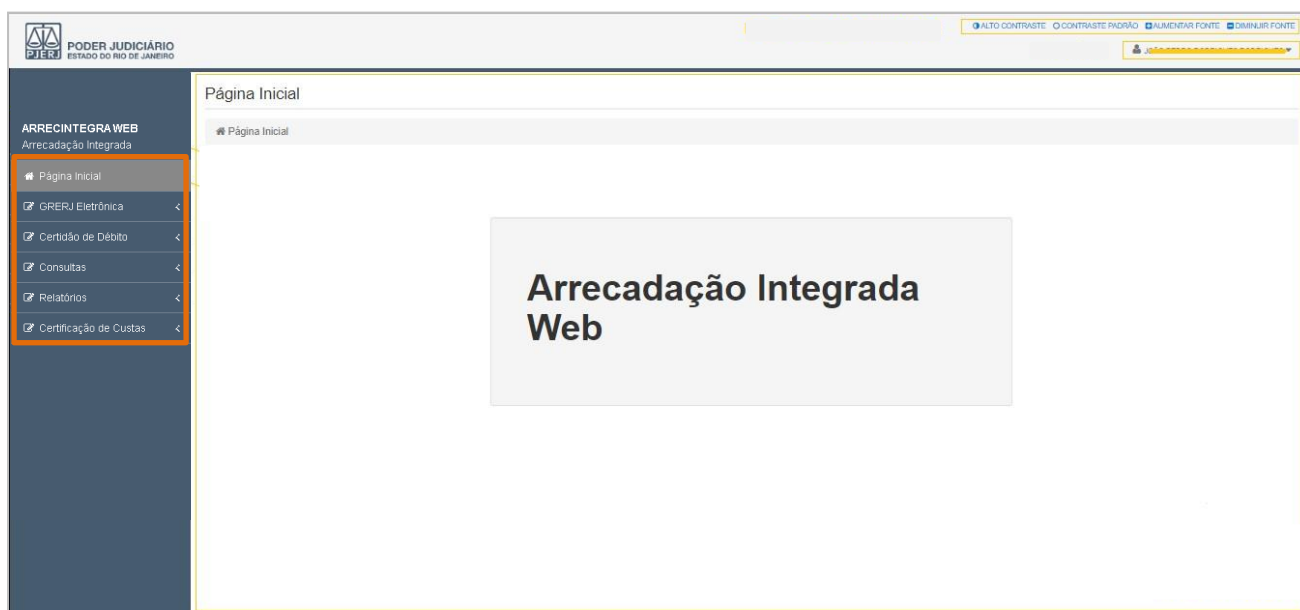 ALTO CONTRASTE CONTRASTE PADRÃO AUMENTAR FONTE DIMINUIR FONTE
PJERJ
PODER JUDICIÁRIO
ESTADO DO RIO DE JANEIRO
Página Inicial
ARRECINTEGRA WEB
Arrecadação Integrada
Página Inicial
Página Inicial
GRERJ Eletrônica
Certidão de Débito
Consultas
Relatórios
Certificação de Custas
Arrecadação Integrada
Web